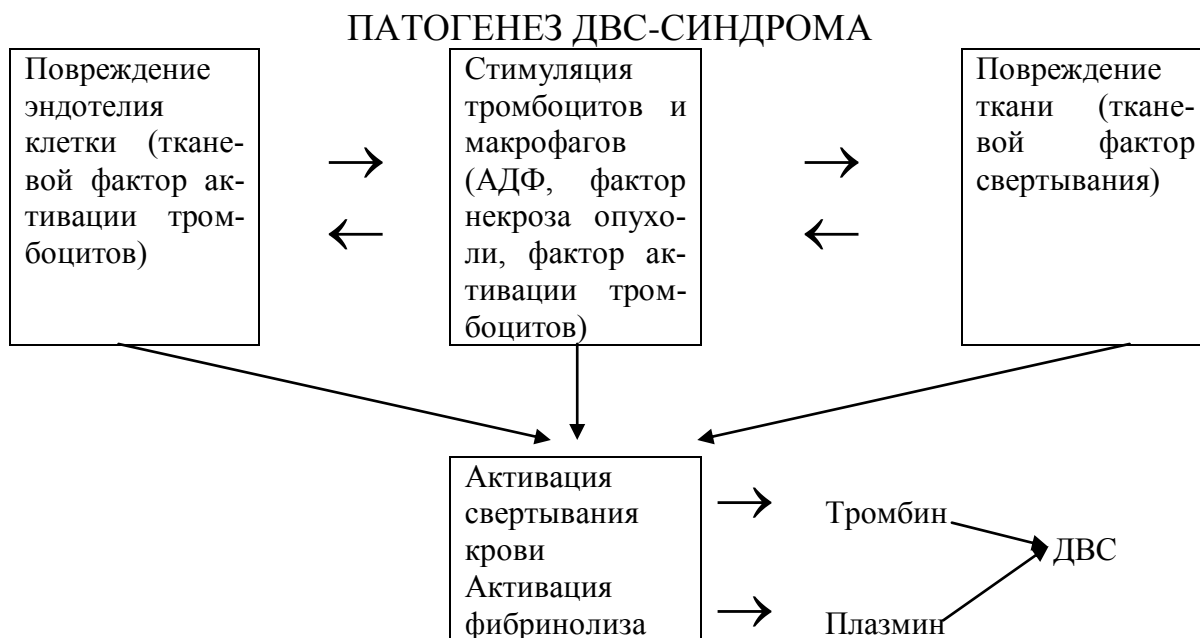 ПАТОГЕНЕЗ ДВС-СИНДРОМА
Повреждение
эндотелия
клетки (ткане-
вой фактор ак-
тивации тром-
боцитов)
Стимуляция
тромбоцитов и
макрофагов
(АДФ, фактор
некроза опухо-
ли, фактор ак-
тивации тром-
боцитов)
Повреждение
ткани (ткане-
вой фактор
свертывания)
Активация
свертывания
крови
Активация
фибринолиза
Тромбин
ДВС
Плазмин